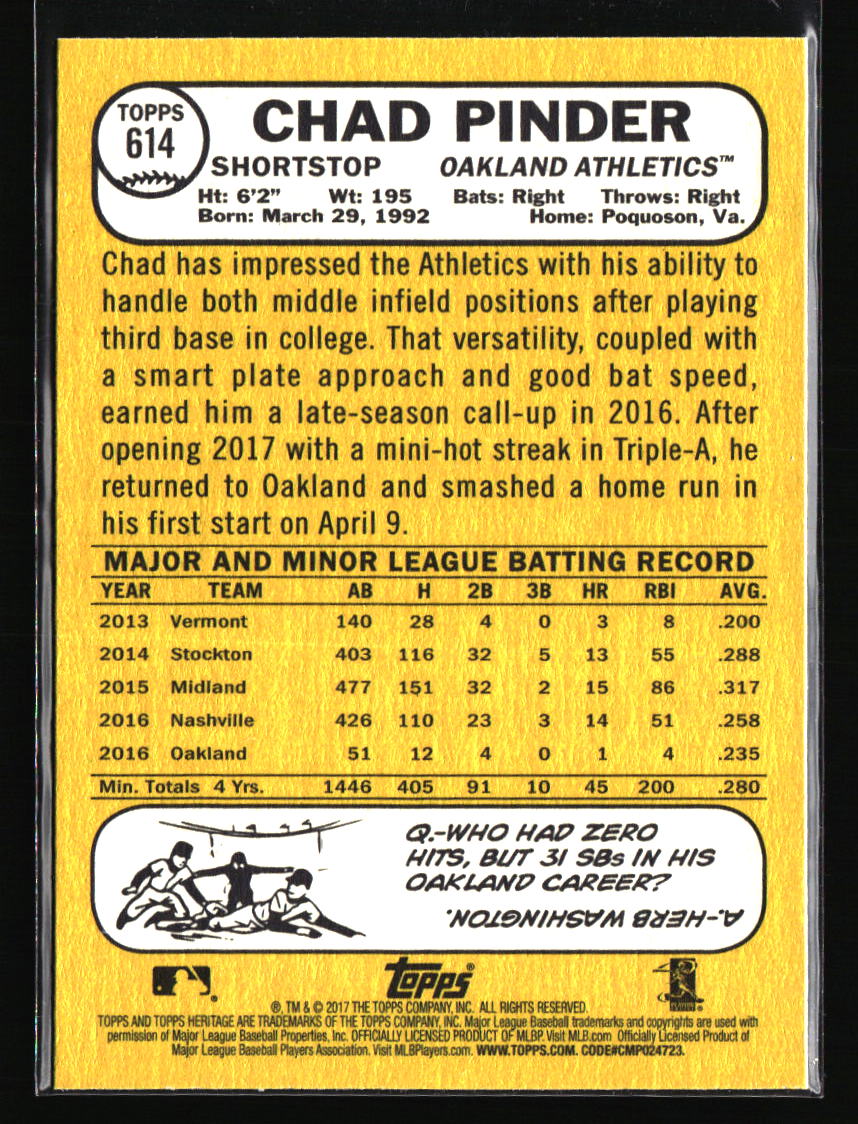 TOPPS
614
CHAD PINDER
SHORTSTOP OAKLAND ATHLETICS™
Ht: 6'2" Wt: 195 Bats: Right Throws: Right
Born: March 29, 1992 Home: Poquoson, Va.
Chad has impressed the Athletics with his ability to
handle both middle infield positions after playing
third base in college. That versatility, coupled with
a smart plate approach and good bat speed,
earned him a late-season call-up in 2016. After
opening 2017 with a mini-hot streak in Triple-A, he
returned to Oakland and smashed a home run in
his first start on April 9.
MAJOR AND MINOR LEAGUE BATTING RECORD
YEAR TEAM AB H 2B 3B HR RBI AVG.
2013 Vermont 140 28 4 0 3 8 .200
2014 Stockton 403 116 32 5 13 55 .288
2015 Midland 477 151 32 2 15 86 .317
2016 Nashville 426 110 23 3 14 51 .258
2016 Oakland 51 12 4 0 1 4 .235
Min. Totals 4 Yrs. 1446 405 91 10 45 200 .280
Q.-WHO HAD ZERO
HITS, BUT 31 SBs IN HIS
OAKLAND CAREER?
A.-HERB WASHINGTON.
Topps®
®, TM & © 2017 THE TOPPS COMPANY, INC. ALL RIGHTS RESERVED.
TOPPS AND TOPPS HERITAGE ARE TRADEMARKS OF THE TOPPS COMPANY, INC. Major League Baseball trademarks and copyrights are used with
permission of Major League Baseball Properties, Inc. OFFICIALLY LICENSED PRODUCT OF MLBP. Visit MLB.com Officially Licensed Product of
Major League Baseball Players Association. Visit MLBPlayers.com. WWW.TOPPS.COM. CODE#CMP024723.